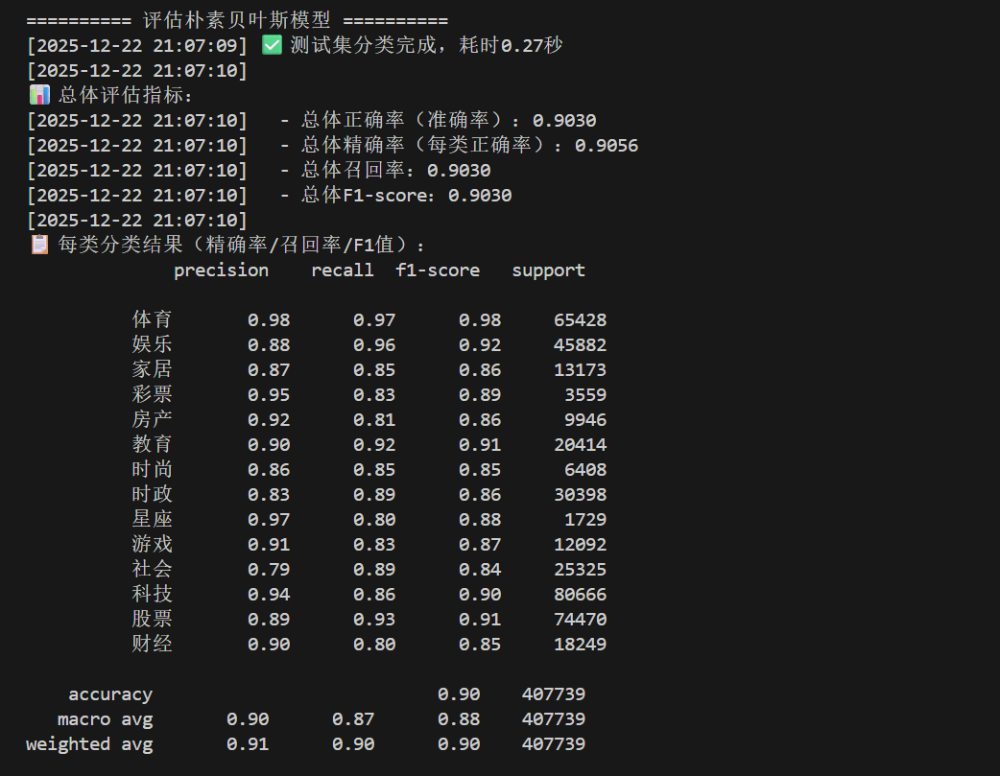 ========== 评估朴素贝叶斯模型 ==========
[2025-12-22 21:07:09] ✅ 测试集分类完成，耗时0.27秒
[2025-12-22 21:07:10]
📊 总体评估指标：
[2025-12-22 21:07:10]   - 总体正确率（准确率）：0.9030
[2025-12-22 21:07:10]   - 总体精确率（每类正确率）：0.9056
[2025-12-22 21:07:10]   - 总体召回率：0.9030
[2025-12-22 21:07:10]   - 总体F1-score：0.9030
[2025-12-22 21:07:10]
📋 每类分类结果（精确率/召回率/F1值）：
precision    recall  f1-score   support
体育       0.98      0.97      0.98     65428
娱乐       0.88      0.96      0.92     45882
家居       0.87      0.85      0.86     13173
彩票       0.95      0.83      0.89      3559
房产       0.92      0.81      0.86      9946
教育       0.90      0.92      0.91     20414
时尚       0.86      0.85      0.85      6408
时政       0.83      0.89      0.86     30398
星座       0.97      0.80      0.88      1729
游戏       0.91      0.83      0.87     12092
社会       0.79      0.89      0.84     25325
科技       0.94      0.86      0.90     80666
股票       0.89      0.93      0.91     74470
财经       0.90      0.80      0.85     18249
accuracy                           0.90    407739
macro avg       0.90      0.87      0.88    407739
weighted avg       0.91      0.90      0.90    407739